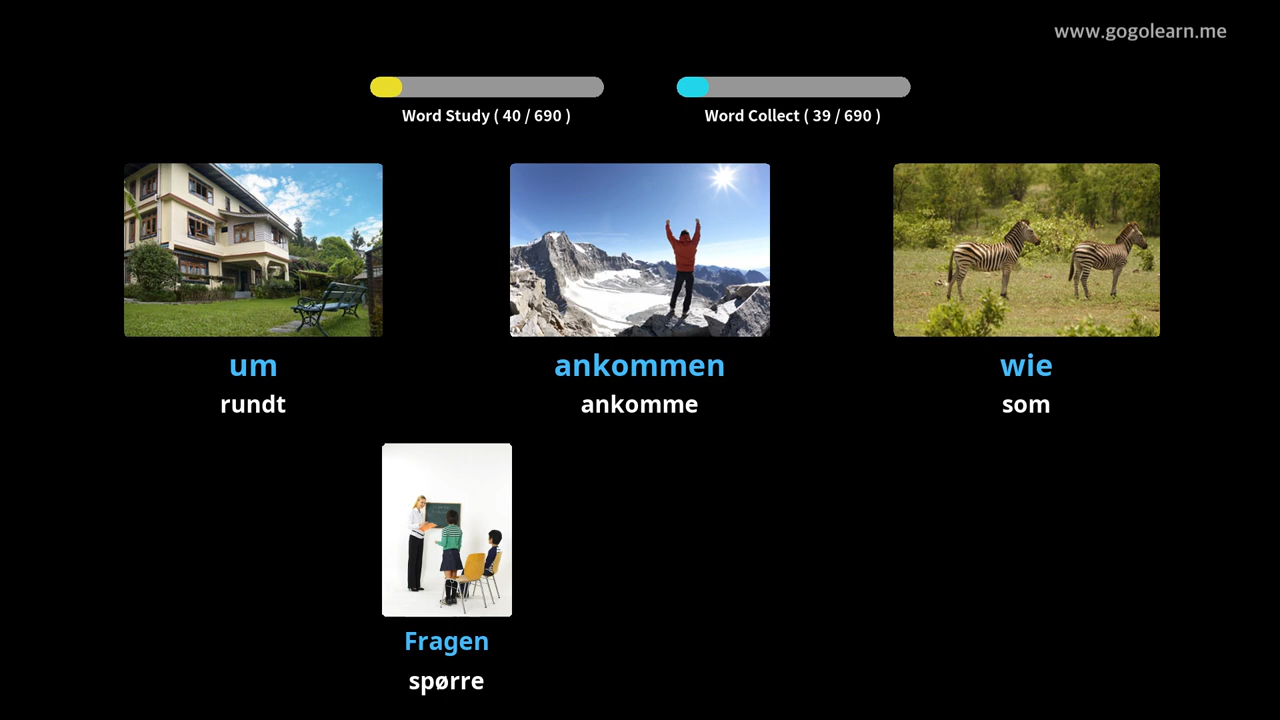 www.gogolearn.me
Word Study ( 40 / 690 )
Word Collect ( 39 / 690 )
um
rundt
ankommen
ankomme
wie
som
Fragen
spørre